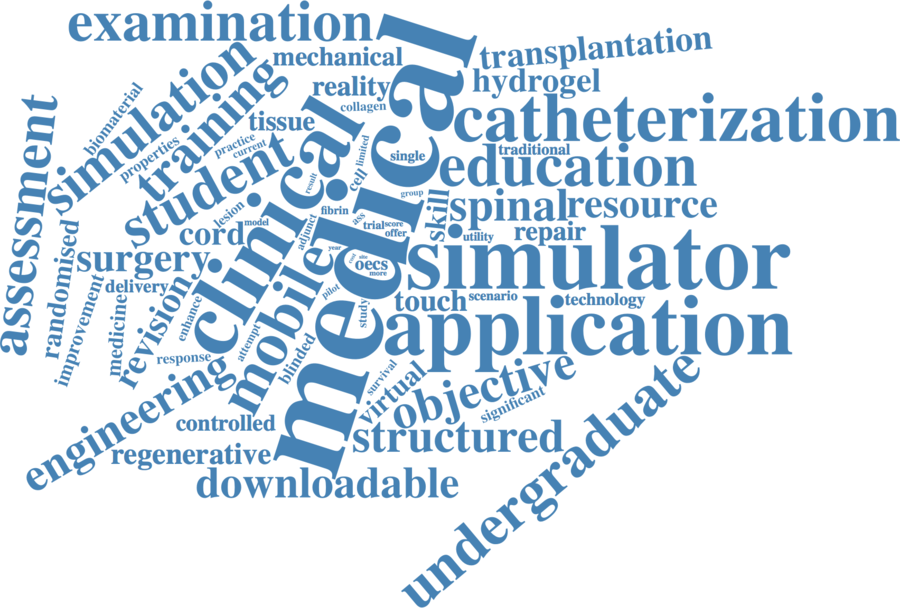 examination
transplantation
mechanical
hydrogel
reality
collagen
simulation
training
biomaterial
properties
tissue
practice
current
student
assessment
medical
clinical
catheterization
traditional
education
single
limited
cell
result
group
skill
spinal
resource
fibrin
lesion
model
cord
adjunct
ass
trial
score
offer
utility
repair
simulator
randomised
surgery
delivery
improvement
medicine
revision
enhance
year
oecs
more
site
mobile
pilot
study
touch
scenario
technology
application
response
attempt
blinded
survival
virtual
objective
significant
engineering
controlled
structured
regenerative
downloadable
undergraduate